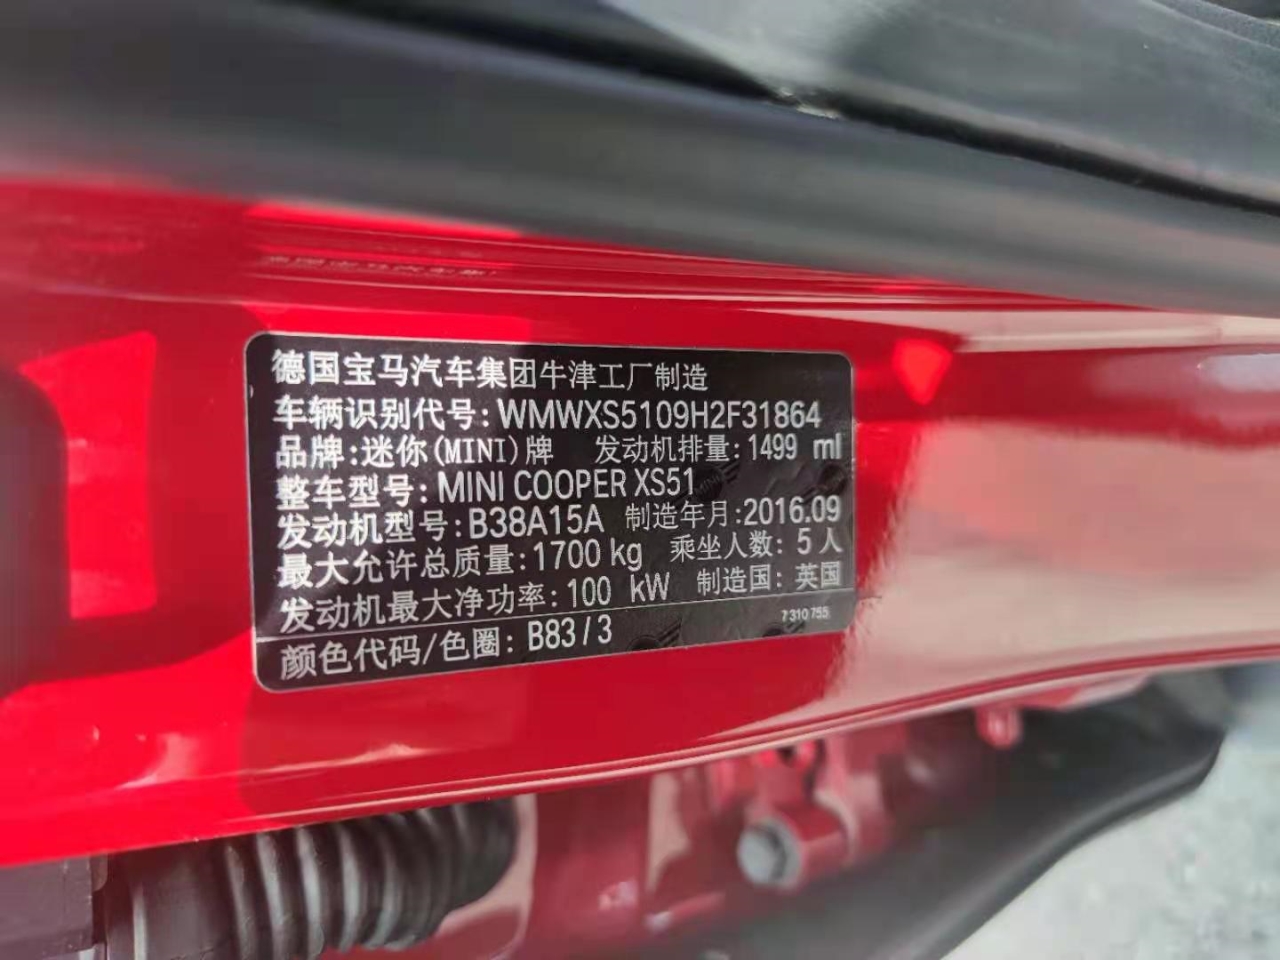 德国宝马汽车集团牛津工厂制造
车辆识别代号:WMWXS5109H2F31864
品牌:迷你(MINI)牌 发动机排量:1499 ml
整车型号:MINI COOPER XS51
发动机型号:B38A15A 制造年月:2016.09
最大允许总质量:1700 kg 乘坐人数: 5 人
发动机最大净功率: 100 kW 制造国: 英国
7310755
颜色代码/色圈: B83/3